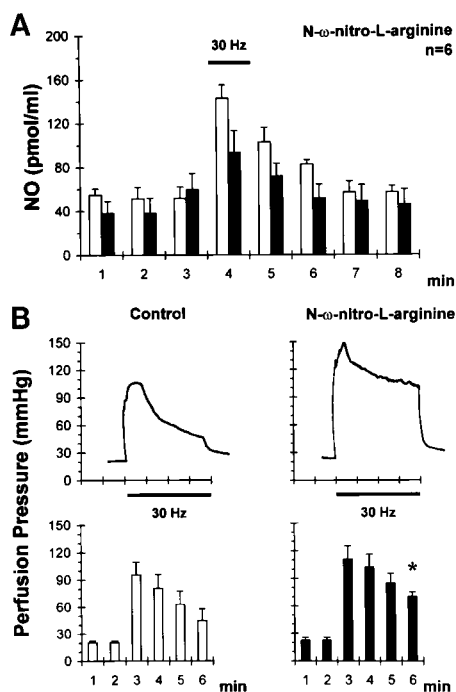 A
30 Hz
N-ω-nitro-L-arginine
n=6
NO (pmol/ml)
200
160
120
80
40
0
1 2 3 4 5 6 7 8 min
B
Control
N-ω-nitro-L-arginine
Perfusion Pressure (mmHg)
150
120
90
60
30
0
30 Hz
30 Hz
150
120
90
60
30
0
*
1 2 3 4 5 6 min
1 2 3 4 5 6 min